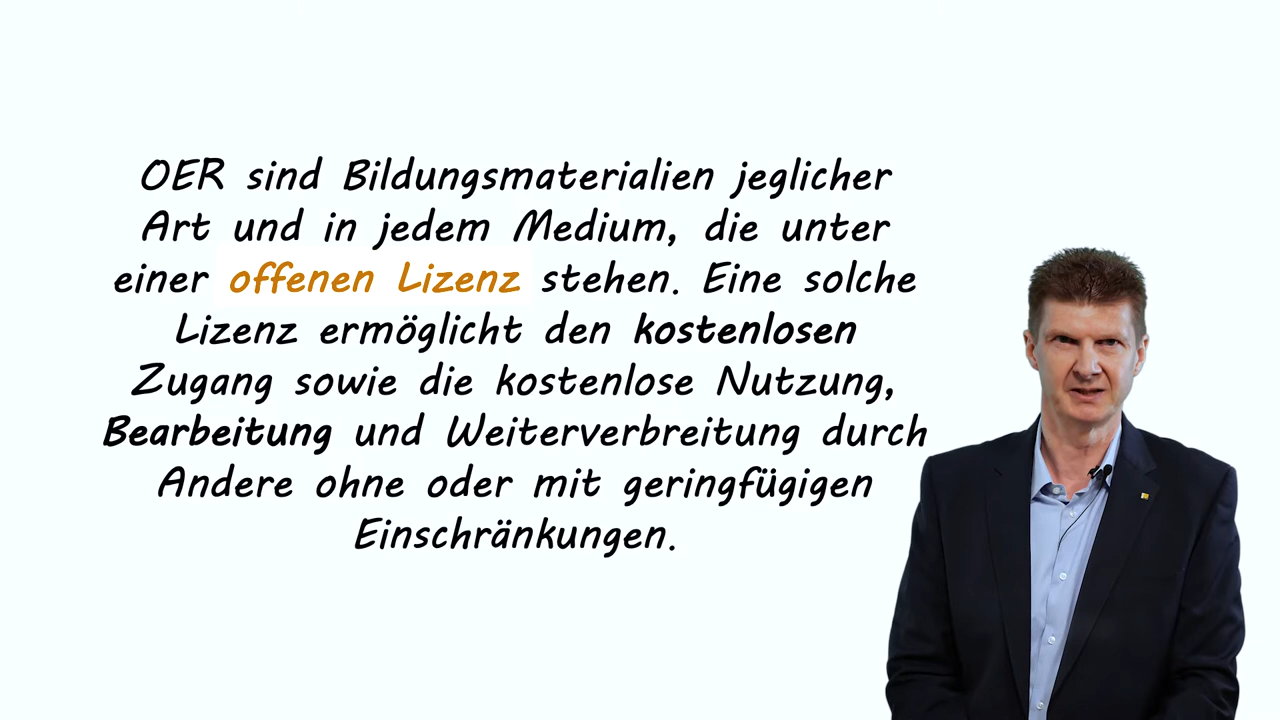 OER sind Bildungsmaterialien jeglicher
Art und in jedem Medium, die unter
einer offenen Lizenz stehen. Eine solche
Lizenz ermöglicht den kostenlosen
Zugang sowie die kostenlose Nutzung,
Bearbeitung und Weiterverbreitung durch
Andere ohne oder mit geringfügigen
Einschränkungen.